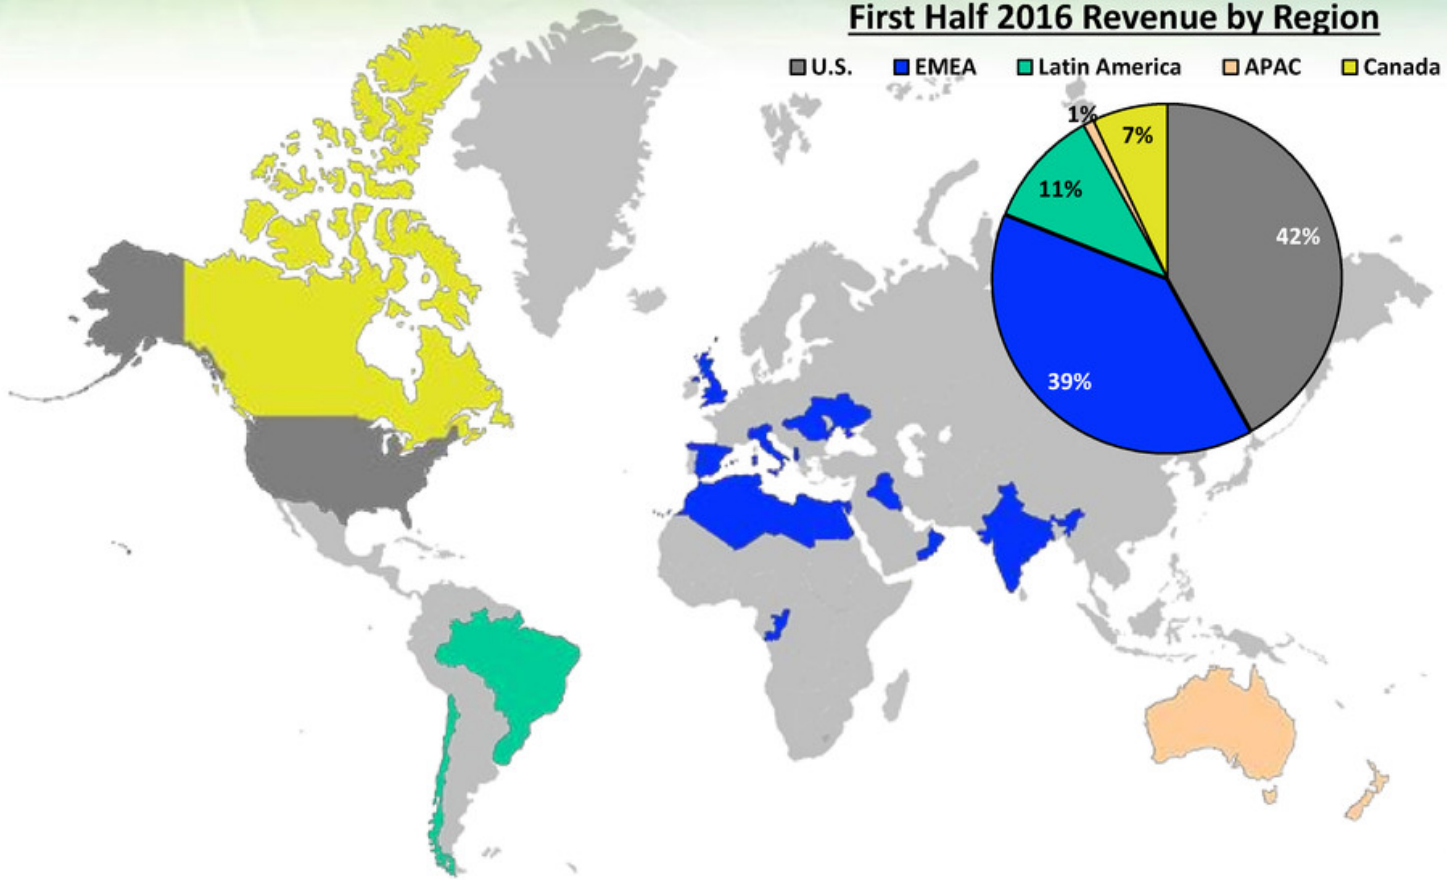 First Half 2016 Revenue by Region
U.S. EMEA Latin America APAC Canada
1%
7%
11%
42%
39%